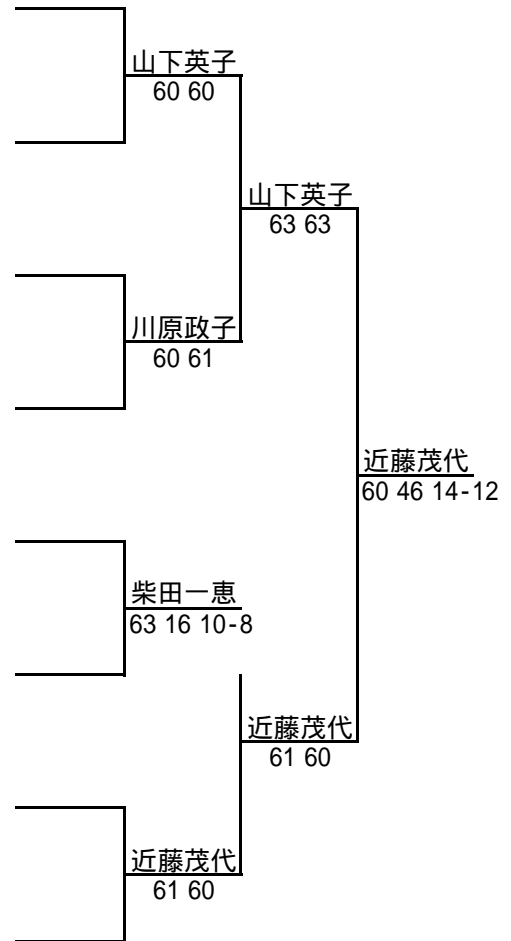 山下英子
60 60
山下英子
63 63
川原政子
60 61
近藤茂代
60 46 14-12
柴田一恵
63 16 10-8
近藤茂代
61 60
近藤茂代
61 60